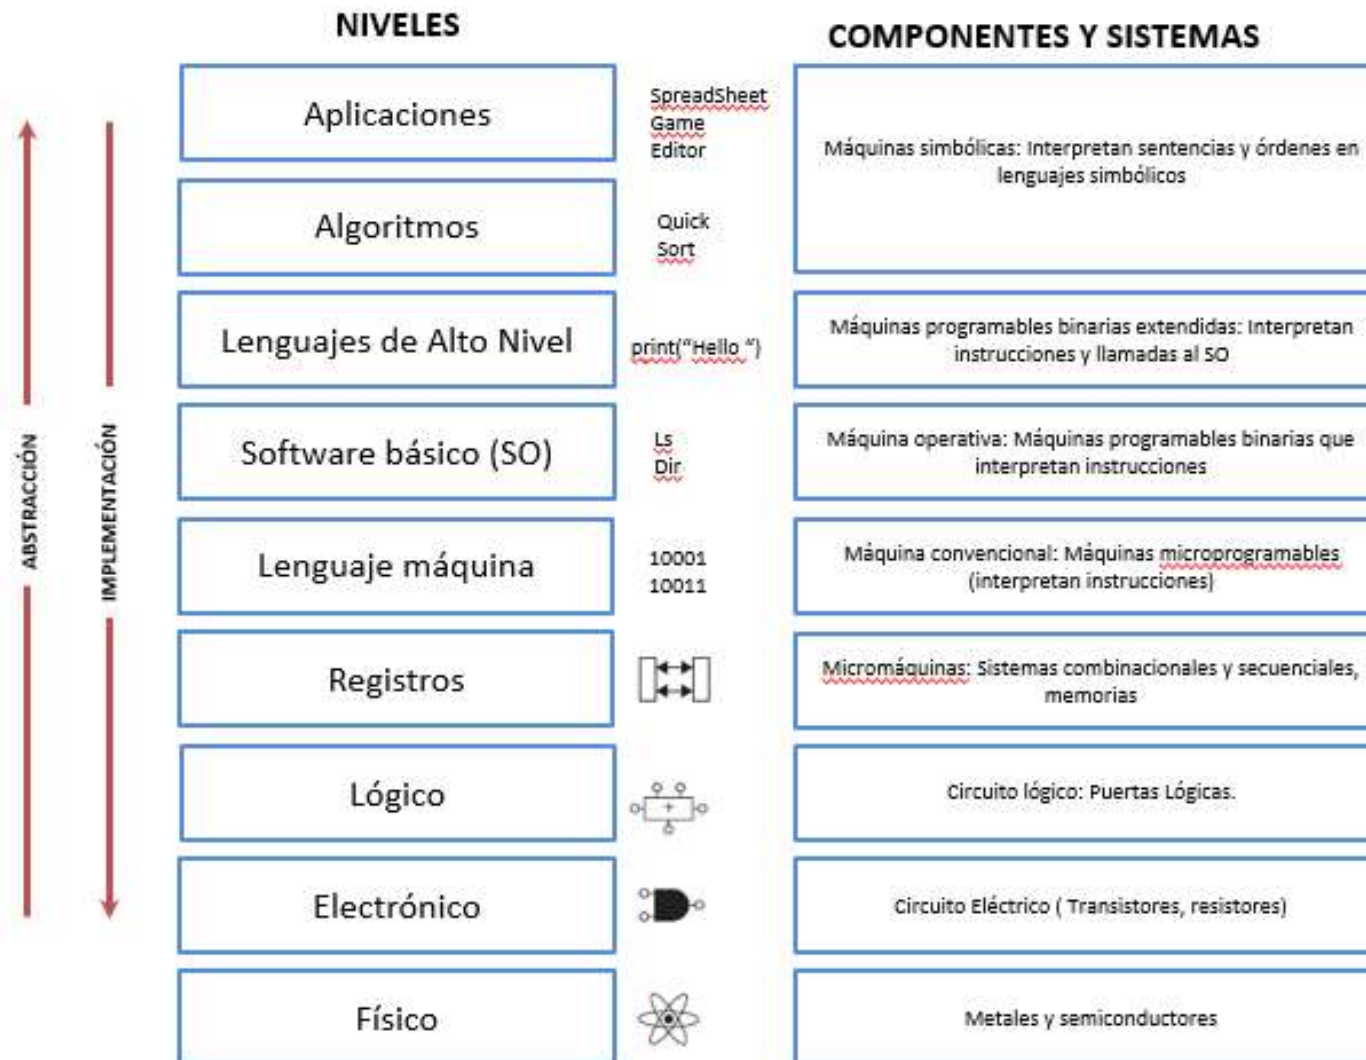 NIVELES
COMPONENTES Y SISTEMAS
Aplicaciones
SpreadSheet
Game
Editor
Máquinas simbólicas: Interpretan sentencias y órdenes en
lenguajes simbólicos
Algoritmos
Quick
Sort
Lenguajes de Alto Nivel
print("Hello ")
Máquinas programables binarias extendidas: Interpretan
instrucciones y llamadas al SO
Software básico (SO)
Ls
Dir
Máquina operativa: Máquinas programables binarias que
interpretan instrucciones
ABSTRACCIÓN
IMPLEMENTACIÓN
Lenguaje máquina
10001
10011
Máquina convencional: Máquinas microprogramables
(interpretan instrucciones)
Registros
Micromáquinas: Sistemas combinacionales y secuenciales,
memorias
Lógico
+
Circuito lógico: Puertas Lógicas.
Electrónico
Circuito Eléctrico ( Transistores, resistores)
Físico
Metales y semiconductores